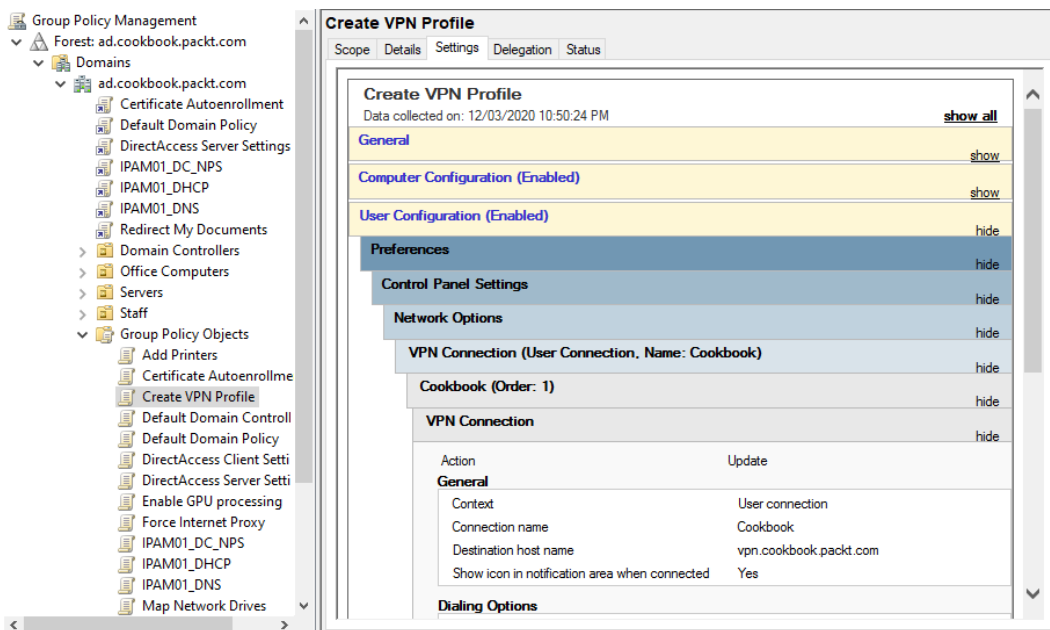 Group Policy Management
Forest: ad.cookbook.packt.com
Domains
ad.cookbook.packt.com
Certificate Autoenrollment
Default Domain Policy
DirectAccess Server Settings
IPAM01_DC_NPS
IPAM01_DHCP
IPAM01_DNS
Redirect My Documents
Domain Controllers
Office Computers
Servers
Staff
Group Policy Objects
Add Printers
Certificate Autoenrollme
Create VPN Profile
Default Domain Controll
Default Domain Policy
DirectAccess Client Setti
DirectAccess Server Setti
Enable GPU processing
Force Internet Proxy
IPAM01_DC_NPS
IPAM01_DHCP
IPAM01_DNS
Map Network Drives
Create VPN Profile
Scope Details Settings Delegation Status
Create VPN Profile
Data collected on: 12/03/2020 10:50:24 PM show all
General show
Computer Configuration (Enabled) show
User Configuration (Enabled) hide
Preferences hide
Control Panel Settings hide
Network Options hide
VPN Connection (User Connection, Name: Cookbook) hide
Cookbook (Order: 1) hide
VPN Connection hide
Action Update
General
Context User connection
Connection name Cookbook
Destination host name vpn.cookbook.packt.com
Show icon in notification area when connected Yes
Dialing Options